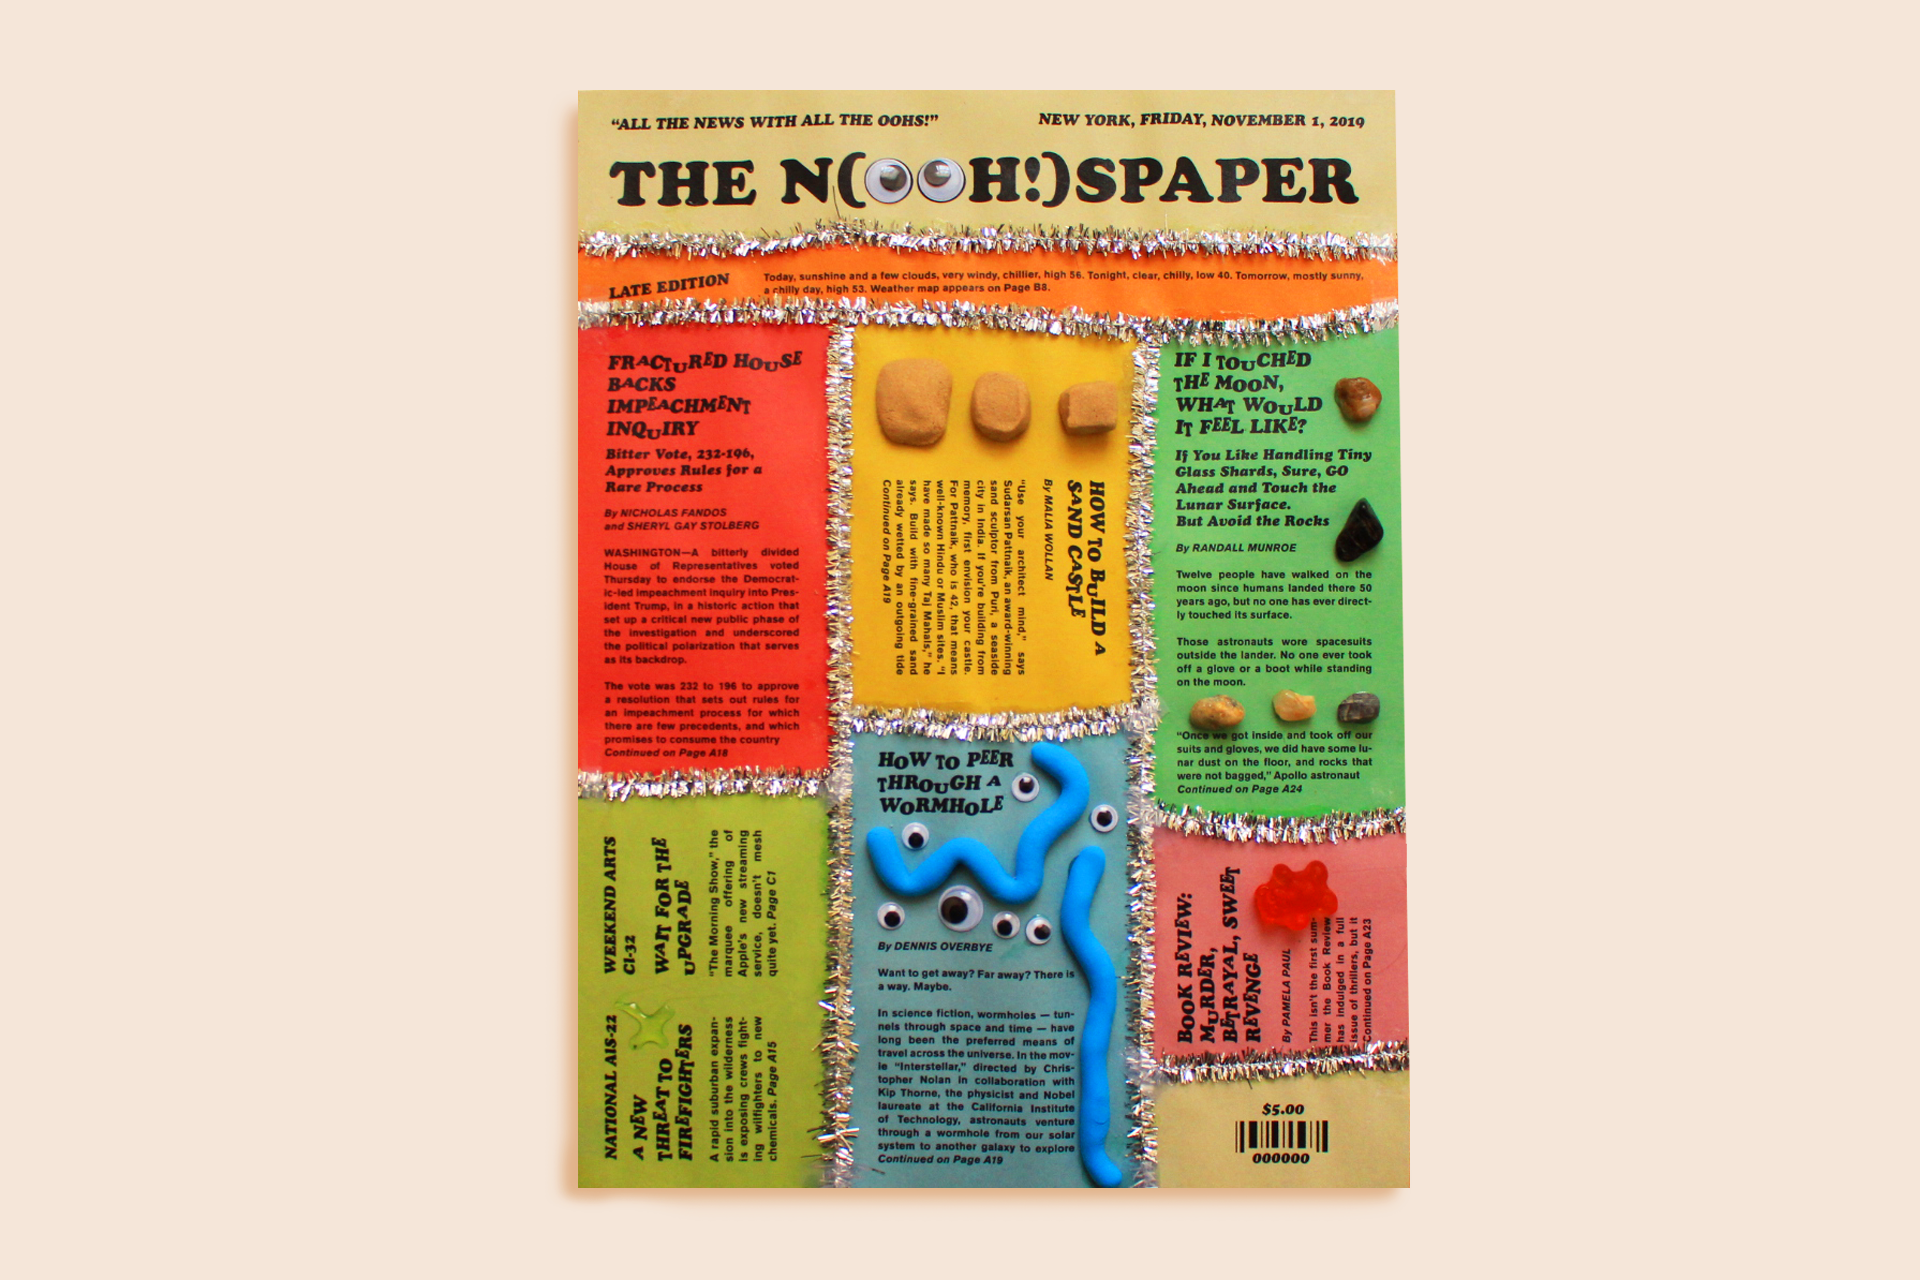 “ALL THE NEWS WITH ALL THE OOHS!”
NEW YORK, FRIDAY, NOVEMBER 1, 2019
THE N(OOH!)SPAPER
LATE EDITION
Today, sunshine and a few clouds, very windy, chillier, high 56. Tonight, clear, chilly, low 40. Tomorrow, mostly sunny,
a chilly day, high 53. Weather map appears on Page B8.
FRACTURED HOUSE
BACKS
IMPEACHMENT
INQUIRY
Bitter Vote, 232-196,
Approves Rules for a
Rare Process
By NICHOLAS FANDOS
and SHERYL GAY STOLBERG
WASHINGTON—A bitterly divided
House of Representatives voted
Thursday to endorse the Democrat-
ic-led impeachment inquiry into Pres-
ident Trump, in a historic action that
set up a critical new public phase of
the investigation and underscored
the political polarization that serves
as its backdrop.
The vote was 232 to 196 to approve
a resolution that sets out rules for
an impeachment process for which
there are few precedents, and which
promises to consume the country
Continued on Page A18
HOW TO BUILD A
SAND CASTLE
By MALIA WOLLAN
“Use your architect mind,” says
Sudarsan Pattnaik, an award-winning
sand sculptor from Puri, a seaside
city in India. If you’re building from
memory, first envision your castle.
For Pattnaik, who is 42, that means
well-known Hindu or Muslim sites. “I
have made so many Taj Mahals,” he
says. Build with fine-grained sand
already wetted by an outgoing tide
Continued on Page A19
IF I TOUCHED
THE MOON,
WHAT WOULD
IT FEEL LIKE?
If You Like Handling Tiny
Glass Shards, Sure, GO
Ahead and Touch the
Lunar Surface.
But Avoid the Rocks
By RANDALL MUNROE
Twelve people have walked on the
moon since humans landed there 50
years ago, but no one has ever direct-
ly touched its surface.
Those astronauts wore spacesuits
outside the lander. No one ever took
off a glove or a boot while standing
on the moon.
“Once we got inside and took off our
suits and gloves, we did have some lu-
nar dust on the floor, and rocks that
were not bagged,” Apollo astronaut
Continued on Page A24
WEEKEND ARTS
C1-32
WAIT FOR THE
UPGRADE
“The Morning Show,” the
marquee offering of
Apple’s new streaming
service, doesn’t mesh
quite yet. Page C1
NATIONAL A15-22
A NEW
THREAT TO
FIREFIGHTERS
A rapid suburban expan-
sion into the wilderness
is exposing crews fight-
ing wilfighters to new
chemicals. Page A15
HOW TO PEER
THROUGH A
WORMHOLE
By DENNIS OVERBYE
Want to get away? Far away? There is
a way. Maybe.
In science fiction, wormholes — tun-
nels through space and time — have
long been the preferred means of
travel across the universe. In the mov-
ie “Interstellar,” directed by Chris-
topher Nolan in collaboration with
Kip Thorne, the physicist and Nobel
laureate at the California Institute
of Technology, astronauts venture
through a wormhole from our solar
system to another galaxy to explore
Continued on Page A19
BOOK REVIEW:
MURDER,
BETRAYAL, SWEET
REVENGE
By PAMELA PAUL
This isn’t the first sum-
mer the Book Review
has indulged in a full
issue of thrillers, but it
Continued on Page A23
$5.00
000000